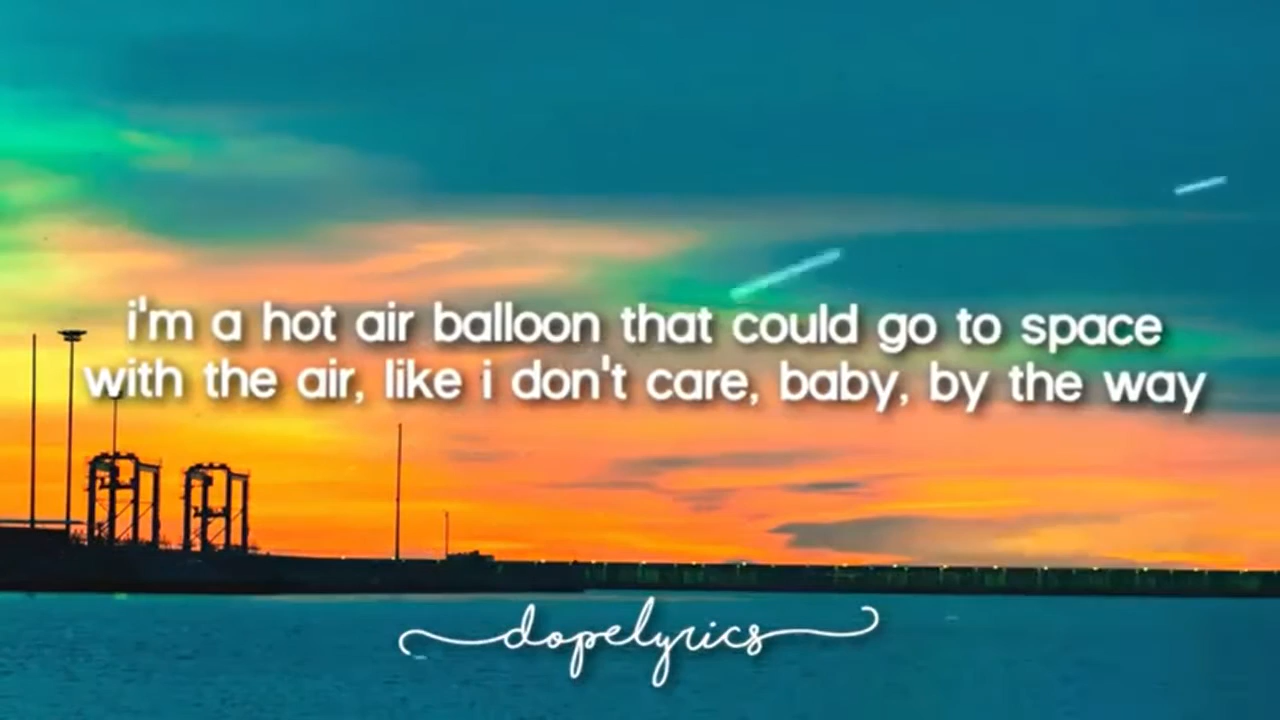 i'm a hot air balloon that could go to space
with the air, like i don't care, baby, by the way
dopelyrics